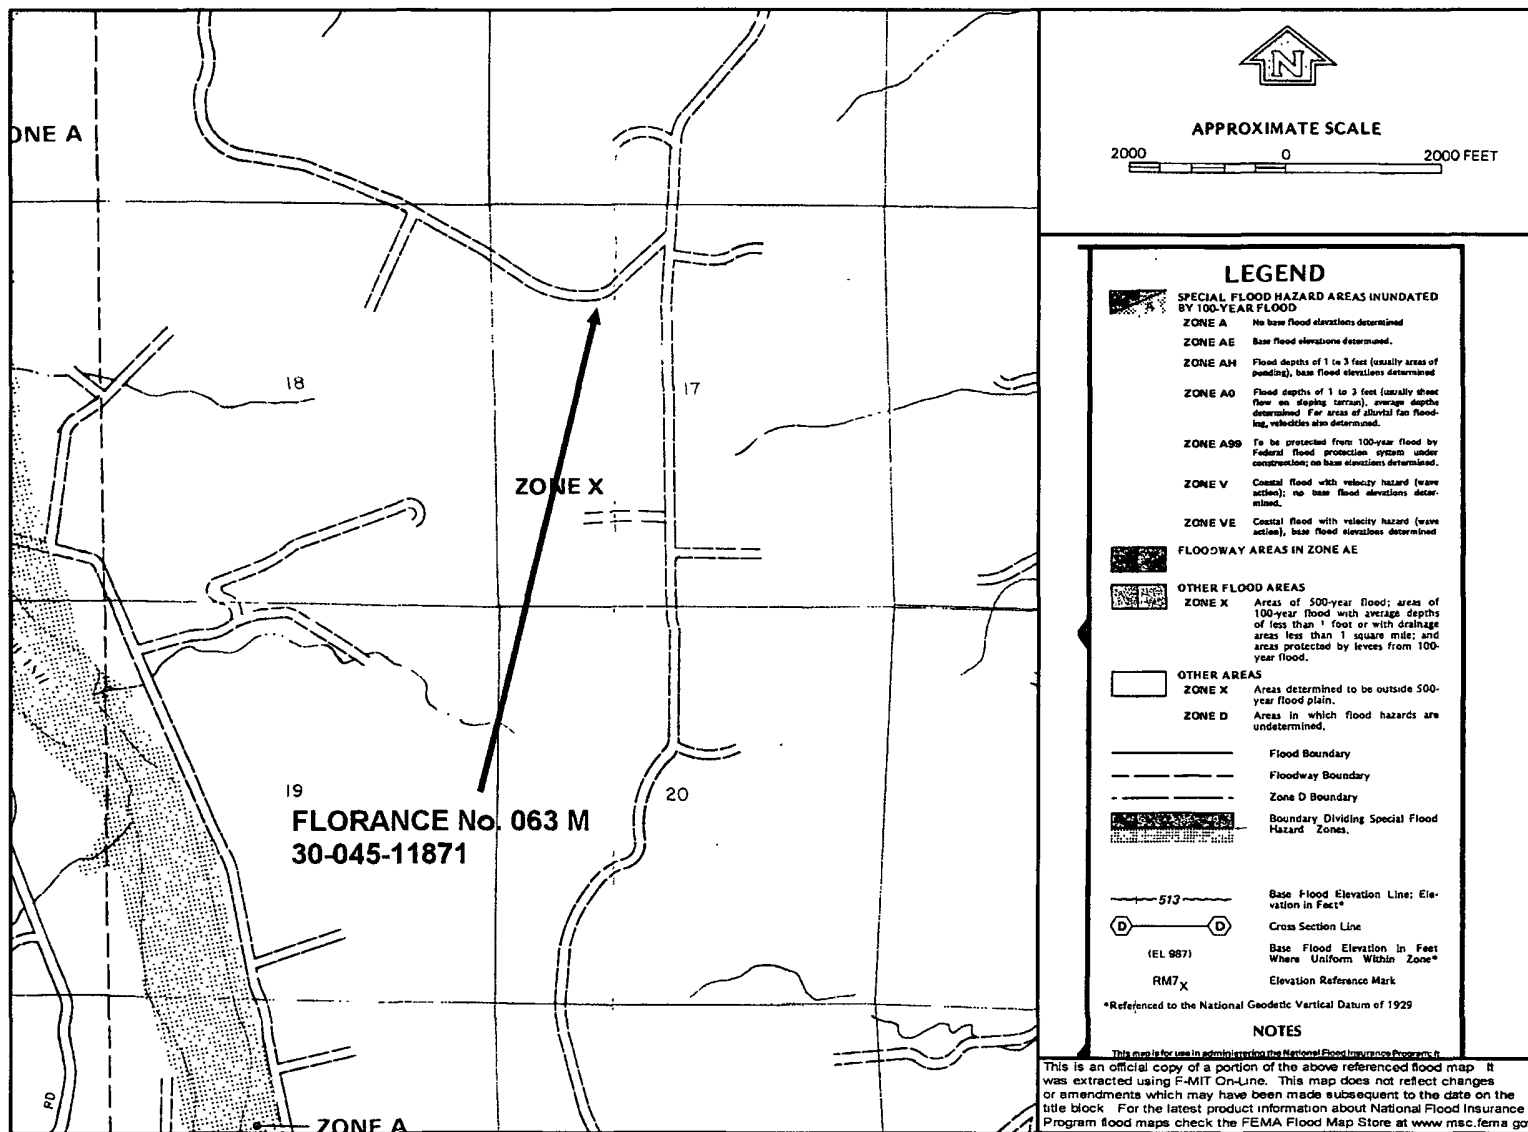 ONE A
18
17
ZONE X
19
20
FLORANCE No. 063 M
30-045-11871
RD
ZONE A
N
APPROXIMATE SCALE
2000 0 2000 FEET
LEGEND
SPECIAL FLOOD HAZARD AREAS INUNDATED
BY 100-YEAR FLOOD
ZONE A No base flood elevations determined
ZONE AE Base flood elevations determined.
ZONE AH Flood depths of 1 to 3 feet (usually areas of
ponding), base flood elevations determined
ZONE AO Flood depths of 1 to 3 feet (usually sheet
flow on sloping terrain), average depths
determined For areas of alluvial fan flood-
ing, velocities also determined.
ZONE A99 To be protected from 100-year flood by
Federal flood protection system under
construction; no base elevations determined.
ZONE V Coastal flood with velocity hazard (wave
action); no base flood elevations deter-
mined.
ZONE VE Coastal flood with velocity hazard (wave
action), base flood elevations determined
FLOODWAY AREAS IN ZONE AE
OTHER FLOOD AREAS
ZONE X Areas of 500-year flood; areas of
100-year flood with average depths
of less than 1 foot or with drainage
areas less than 1 square mile; and
areas protected by levees from 100-
year flood.
OTHER AREAS
ZONE X Areas determined to be outside 500-
year flood plain.
ZONE D Areas in which flood hazards are
undetermined.
Flood Boundary
Floodway Boundary
Zone D Boundary
Boundary Dividing Special Flood
Hazard Zones.
513 Base Flood Elevation Line; Ele-
vation in Feet*
D D Cross Section Line
(EL 987) Base Flood Elevation in Feet
Where Uniform Within Zone*
RM7X Elevation Reference Mark
*Referenced to the National Geodetic Vertical Datum of 1929
NOTES
This map is for use in administering the National Flood Insurance Program; it
This is an official copy of a portion of the above referenced flood map It
was extracted using F-MIT On-Line. This map does not reflect changes
or amendments which may have been made subsequent to the date on the
title block For the latest product information about National Flood Insurance
Program flood maps check the FEMA Flood Map Store at www msc.fema go